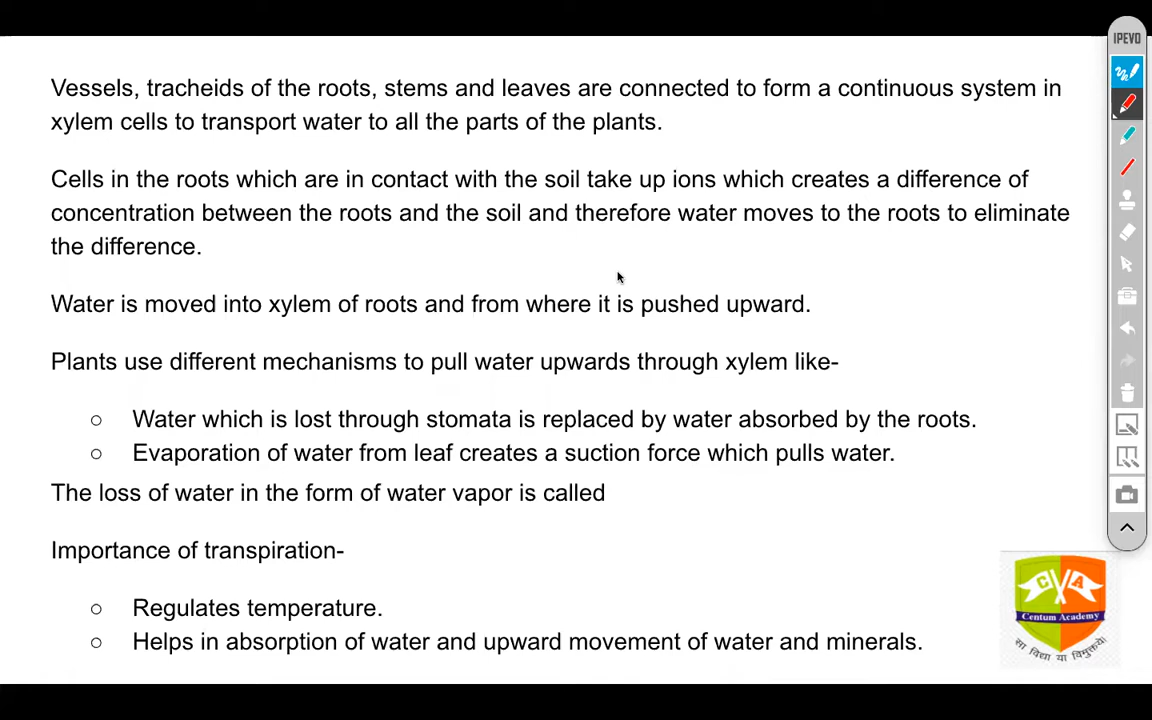 IPEVO
Vessels, tracheids of the roots, stems and leaves are connected to form a continuous system in
xylem cells to transport water to all the parts of the plants.
Cells in the roots which are in contact with the soil take up ions which creates a difference of
concentration between the roots and the soil and therefore water moves to the roots to eliminate
the difference.
Water is moved into xylem of roots and from where it is pushed upward.
Plants use different mechanisms to pull water upwards through xylem like-
○ Water which is lost through stomata is replaced by water absorbed by the roots.
○ Evaporation of water from leaf creates a suction force which pulls water.
The loss of water in the form of water vapor is called
Importance of transpiration-
○ Regulates temperature.
○ Helps in absorption of water and upward movement of water and minerals.
C A
Centum Academy
सा विद्या या विमुक्तये